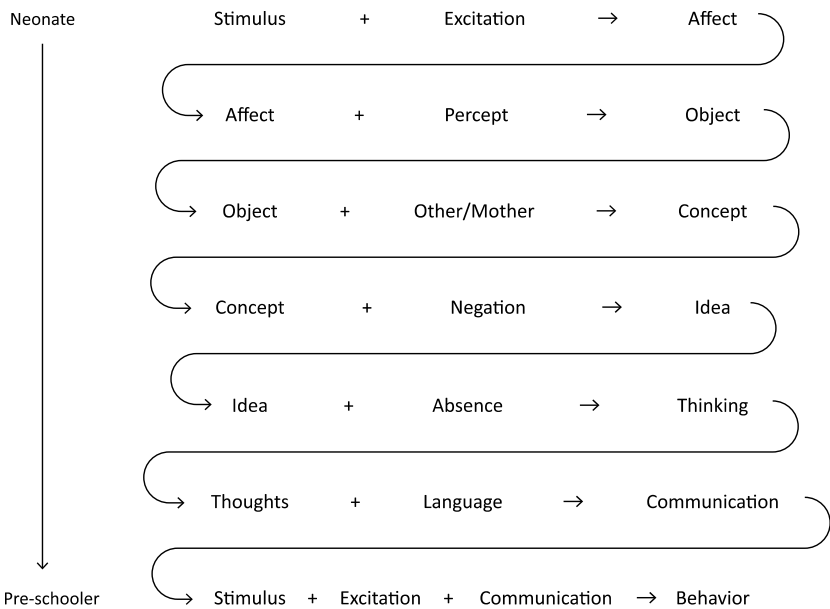 Neonate Stimulus + Excitation → Affect
Affect + Percept → Object
Object + Other/Mother → Concept
Concept + Negation → Idea
Idea + Absence → Thinking
Thoughts + Language → Communication
Pre-schooler Stimulus + Excitation + Communication → Behavior